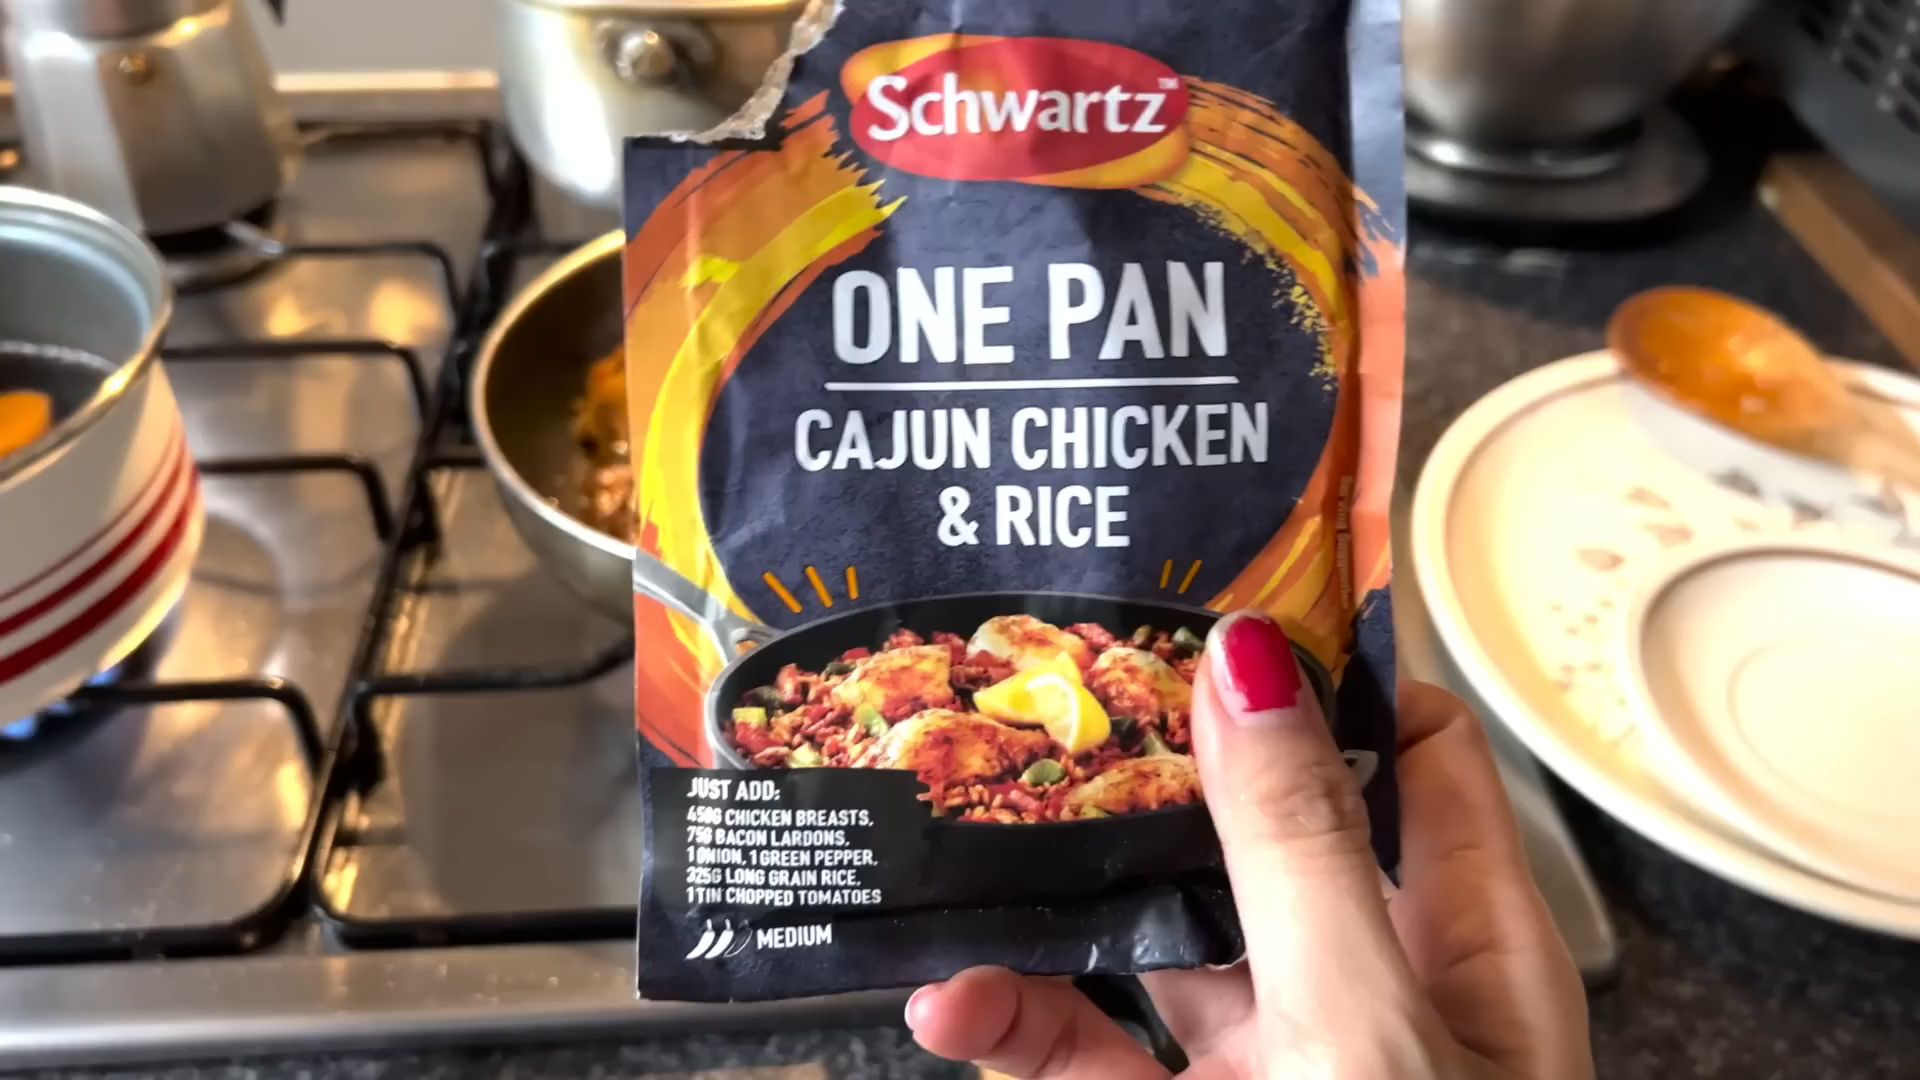 Schwartz™
ONE PAN
CAJUN CHICKEN
& RICE
JUST ADD:
450G CHICKEN BREASTS,
75G BACON LARDONS,
1 ONION, 1 GREEN PEPPER,
325G LONG GRAIN RICE,
1 TIN CHOPPED TOMATOES
MEDIUM